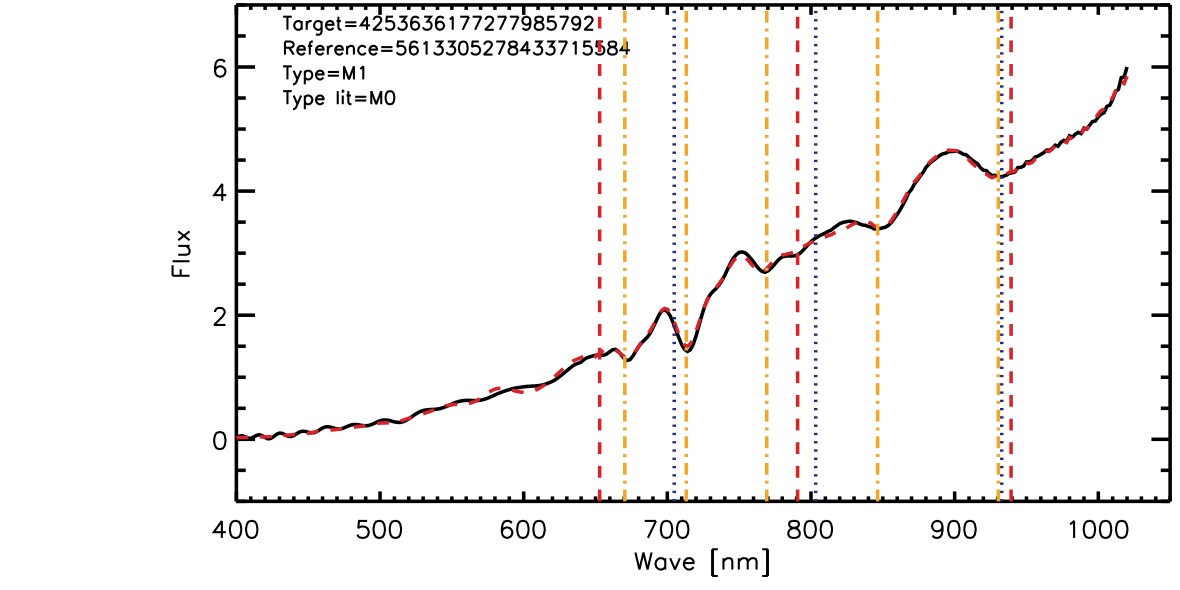 Target=4253636177277985792
Reference=5613305278433715584
Type=M1
Type lit=M0
6
4
2
0
Flux
400 500 600 700 800 900 1000
Wave [nm]